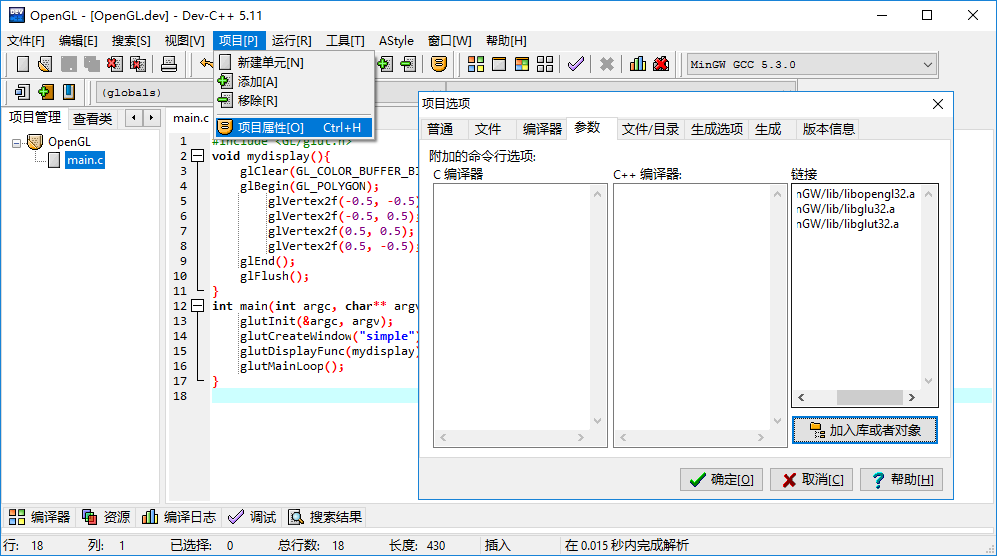 OpenGL - [OpenGL.dev] - Dev-C++ 5.11
文件[F] 编辑[E] 搜索[S] 视图[V] 项目[P] 运行[R] 工具[T] AStyle 窗口[W] 帮助[H]
新建单元[N]
添加[A]
移除[R]
项目属性[O] Ctrl+H
MinGW GCC 5.3.0
(globals)
项目管理 查看类
main.c
OpenGL
main.c
1 #include <GL/glut.h>
2 void mydisplay(){
3 glClear(GL_COLOR_BUFFER_BI
4 glBegin(GL_POLYGON);
5 glVertex2f(-0.5, -0.5)
6 glVertex2f(-0.5, 0.5);
7 glVertex2f(0.5, 0.5);
8 glVertex2f(0.5, -0.5);
9 glEnd();
10 glFlush();
11 }
12 int main(int argc, char** argv
13 glutInit(&argc, argv);
14 glutCreateWindow("simple")
15 glutDisplayFunc(mydisplay)
16 glutMainLoop();
17 }
18
项目选项
普通 文件 编译器 参数 文件/目录 生成选项 生成 版本信息
附加的命令行选项:
C 编译器 C++ 编译器: 链接
nGW/lib/libopengl32.a
nGW/lib/libglu32.a
nGW/lib/libglut32.a
加入库或者对象
确定[O] 取消[C] 帮助[H]
编译器 资源 编译日志 调试 搜索结果
行: 18 列: 1 已选择: 0 总行数: 18 长度: 430 插入 在 0.015 秒内完成解析